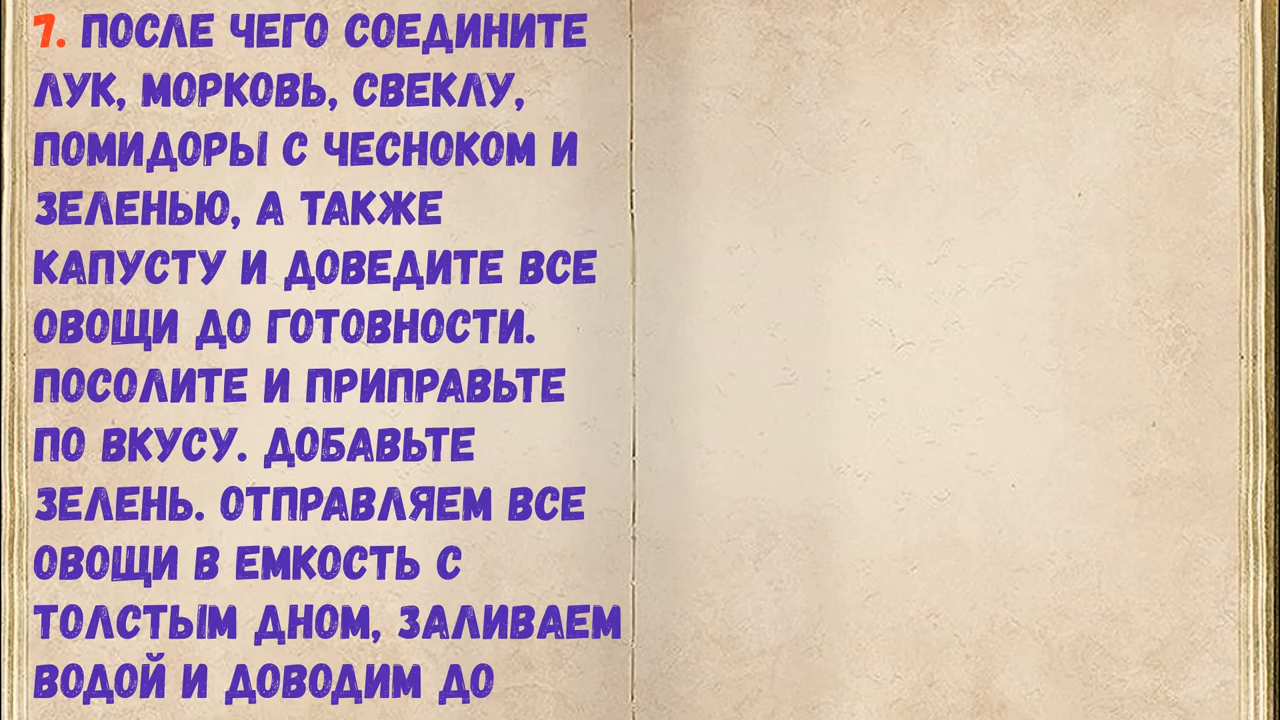 7. ПОСЛЕ ЧЕГО СОЕДИНИТЕ
ЛУК, МОРКОВЬ, СВЕКЛУ,
ПОМИДОРЫ С ЧЕСНОКОМ И
ЗЕЛЕНЬЮ, А ТАКЖЕ
КАПУСТУ И ДОВЕДИТЕ ВСЕ
ОВОЩИ ДО ГОТОВНОСТИ.
ПОСОЛИТЕ И ПРИПРАВЬТЕ
ПО ВКУСУ. ДОБАВЬТЕ
ЗЕЛЕНЬ. ОТПРАВЛЯЕМ ВСЕ
ОВОЩИ В ЕМКОСТЬ С
ТОЛСТЫМ ДНОМ, ЗАЛИВАЕМ
ВОДОЙ И ДОВОДИМ ДО